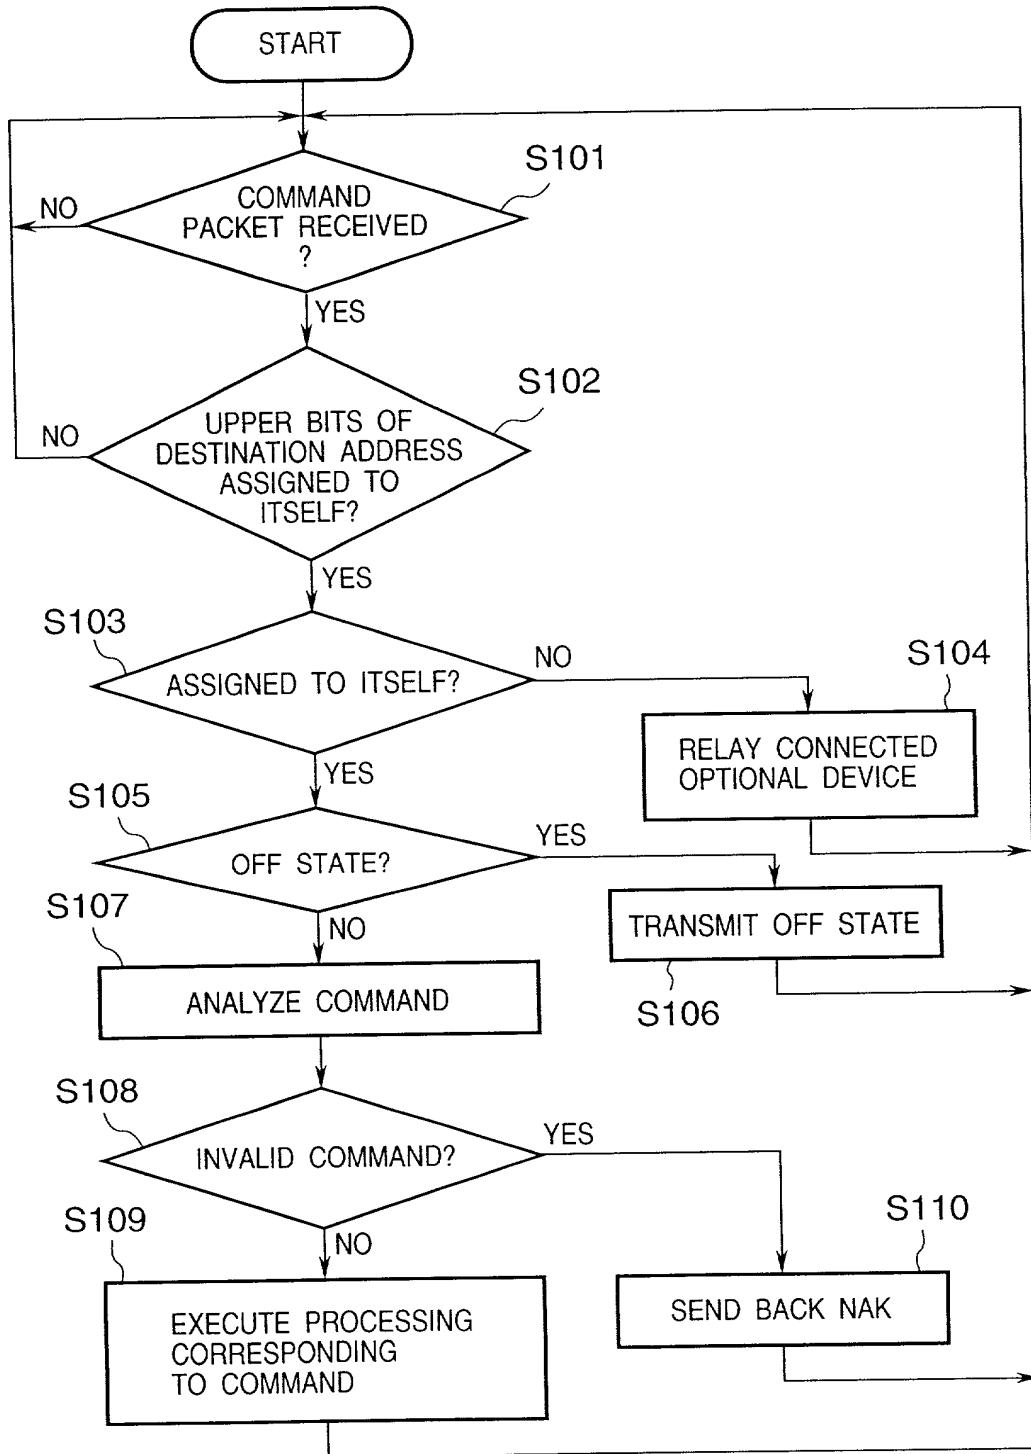 START
S101
COMMAND
PACKET RECEIVED
?
NO
YES
S102
UPPER BITS OF
DESTINATION ADDRESS
ASSIGNED TO
ITSELF?
NO
YES
S103
ASSIGNED TO ITSELF?
NO
S104
RELAY CONNECTED
OPTIONAL DEVICE
YES
S105
OFF STATE?
YES
TRANSMIT OFF STATE
S106
NO
S107
ANALYZE COMMAND
S108
INVALID COMMAND?
YES
S110
SEND BACK NAK
NO
S109
EXECUTE PROCESSING
CORRESPONDING
TO COMMAND